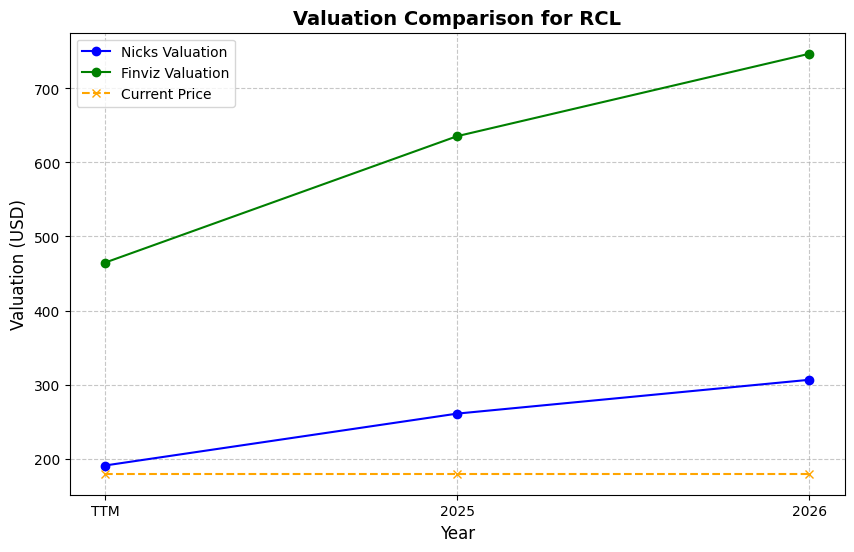 Valuation Comparison for RCL
Nicks Valuation
Finviz Valuation
Current Price
Valuation (USD)
700
600
500
400
300
200
TTM
2025
2026
Year